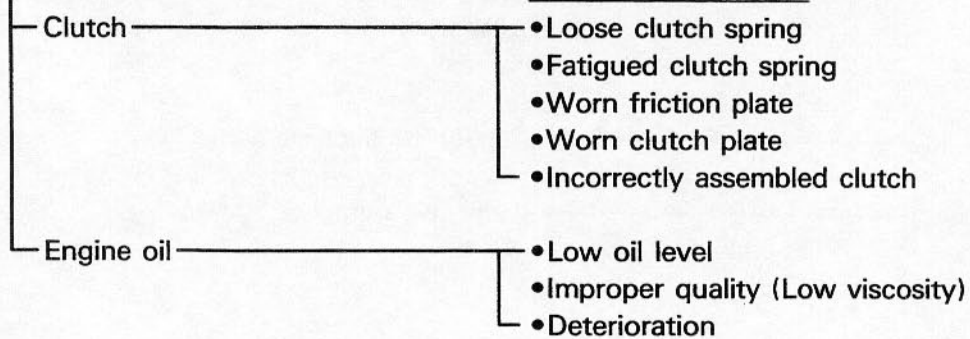 Clutch
•Loose clutch spring
•Fatigued clutch spring
•Worn friction plate
•Worn clutch plate
•Incorrectly assembled clutch
Engine oil
•Low oil level
•Improper quality (Low viscosity)
•Deterioration